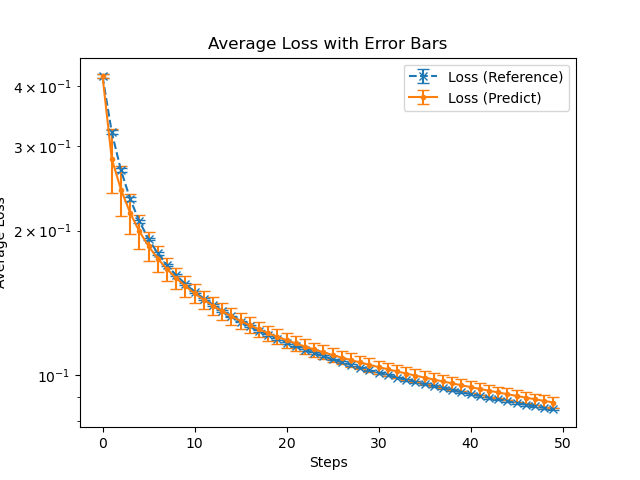 Average Loss with Error Bars
Loss (Reference)
Loss (Predict)
4 × 10⁻¹
3 × 10⁻¹
2 × 10⁻¹
10⁻¹
Average Loss
0 10 20 30 40 50
Steps